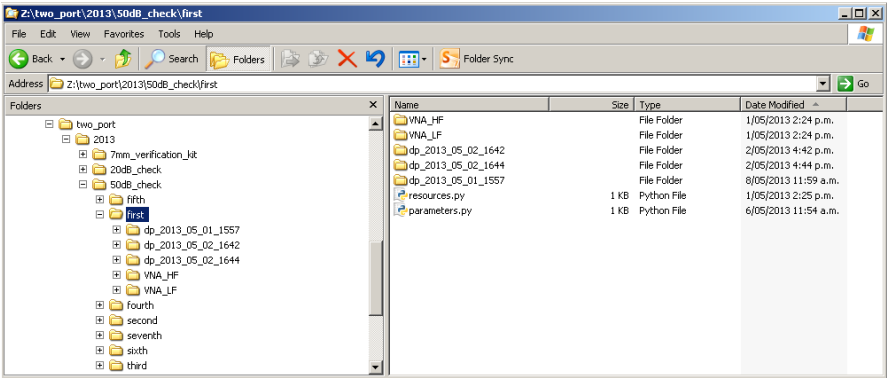 Z:\two_port\2013\50dB_check\first
File Edit View Favorites Tools Help
Back Search Folders Folder Sync
Address Z:\two_port\2013\50dB_check\first Go
Folders x
two_port
2013
7mm_verification_kit
20dB_check
50dB_check
fifth
first
dp_2013_05_01_1557
dp_2013_05_02_1642
dp_2013_05_02_1644
VNA_HF
VNA_LF
fourth
second
seventh
sixth
third
Name Size Type Date Modified
VNA_HF File Folder 1/05/2013 2:24 p.m.
VNA_LF File Folder 1/05/2013 2:24 p.m.
dp_2013_05_02_1642 File Folder 2/05/2013 4:42 p.m.
dp_2013_05_02_1644 File Folder 2/05/2013 4:44 p.m.
dp_2013_05_01_1557 File Folder 8/05/2013 11:59 a.m.
resources.py 1 KB Python File 1/05/2013 2:25 p.m.
parameters.py 1 KB Python File 6/05/2013 11:54 a.m.